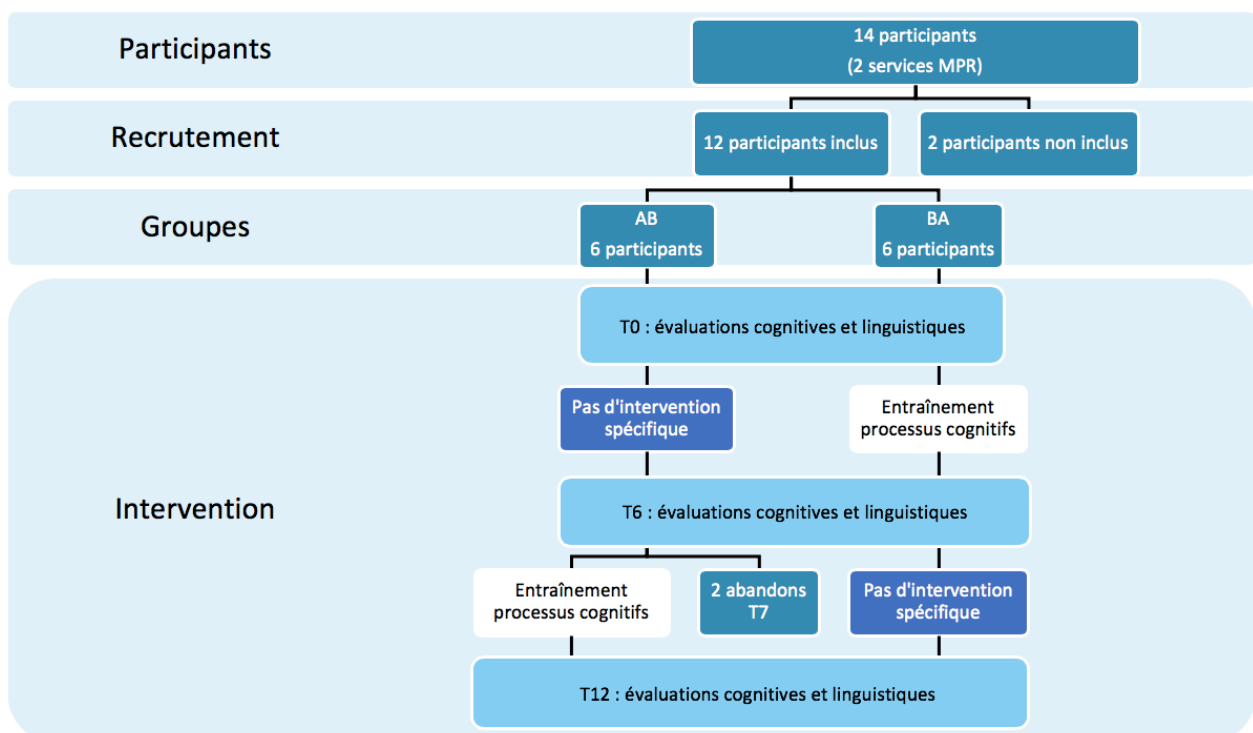 Participants
14 participants
(2 services MPR)
Recrutement
12 participants inclus
2 participants non inclus
Groupes
AB
6 participants
BA
6 participants
Intervention
T0 : évaluations cognitives et linguistiques
Pas d'intervention
spécifique
Entraînement
processus cognitifs
T6 : évaluations cognitives et linguistiques
Entraînement
processus cognitifs
2 abandons
T7
Pas d'intervention
spécifique
T12 : évaluations cognitives et linguistiques